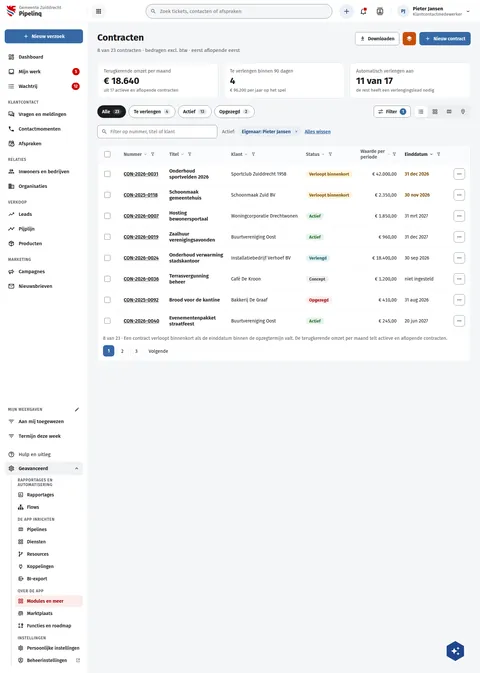 Gemeente Zuiddrecht
Pipelinq
Zoek tickets, contacten of afspraken
PJ
Pieter Jansen
Klantcontactmedewerker
+ Nieuw verzoek
Dashboard
Mijn werk
Wachtrij
KLANTCONTACT
Vragen en meldingen
Contactmomenten
Afspraken
RELATIES
Inwoners en bedrijven
Organisaties
VERKOOP
Leads
Pijplijn
Producten
MARKETING
Campagnes
Nieuwsbrieven
MIJN WEERGAVEN
Aan mij toegewezen
Termijn deze week
Hulp en uitleg
Geavanceerd
RAPPORTAGES EN
AUTOMATISERING
Rapportages
Flows
DE APP INRICHTEN
Pipelines
Diensten
Resources
Koppelingen
BI-export
OVER DE APP
Modules en meer
Marktplaats
Functies en roadmap
INSTELLINGEN
Persoonlijke instellingen
Beheerinstellingen
Contracten
8 van 23 contracten · bedragen excl. btw · eerst aflopende eerst
Downloaden
+ Nieuw contract
Terugkerende omzet per maand
€ 18.640
uit 17 actieve en aflopende contracten
Te verlengen binnen 90 dagen
4
€ 96.200 per jaar op het spel
Automatisch verlengen aan
11 van 17
de rest heeft een verlengingsblad nodig
Alle 23
Te verlengen 4
Actief 13
Opgezegd 2
Filter 1
Filter op nummer, titel of klant
Actief:
Eigenaar: Pieter Jansen ×
Alles wissen
Nummer
Titel
Klant
Status
Waarde per
periode
Einddatum
CON-2026-0031
Onderhoud
sportvelden 2026
Sportclub Zuiddrecht 1958
Verloopt binnenkort
€ 42.000,00
31 dec 2026
CON-2025-0118
Schoonmaak
gemeentehuis
Schoonmaak Zuid BV
Verloopt binnenkort
€ 2.350,00
30 nov 2026
CON-2026-0007
Hosting
bewonersportaal
Woningcorporatie Drechtwonen
Actief
€ 3.850,00
31 mrt 2027
CON-2026-0019
Zaalhuur
verenigingsavonden
Buurtvereniging Oost
Actief
€ 960,00
31 dec 2027
CON-2026-0024
Onderhoud verwarming
stadskantoor
Installatiebedrijf Verhoef BV
Verlengd
€ 18.400,00
30 sep 2028
CON-2026-0036
Terrasvergunning
beheer
Café De Kroon
Concept
€ 1.200,00
niet ingesteld
CON-2025-0092
Brood voor de kantine
Bakkerij De Graaf
Opgezegd
€ 410,00
31 aug 2026
CON-2026-0040
Evenementenpakket
straatfeest
Buurtvereniging Oost
Actief
€ 245,00
20 jun 2027
8 van 23 · Een contract verloopt binnenkort als de einddatum binnen de opzegtermijn valt. De terugkerende omzet per maand telt actieve en aflopende contracten.
1
2
3
Volgende